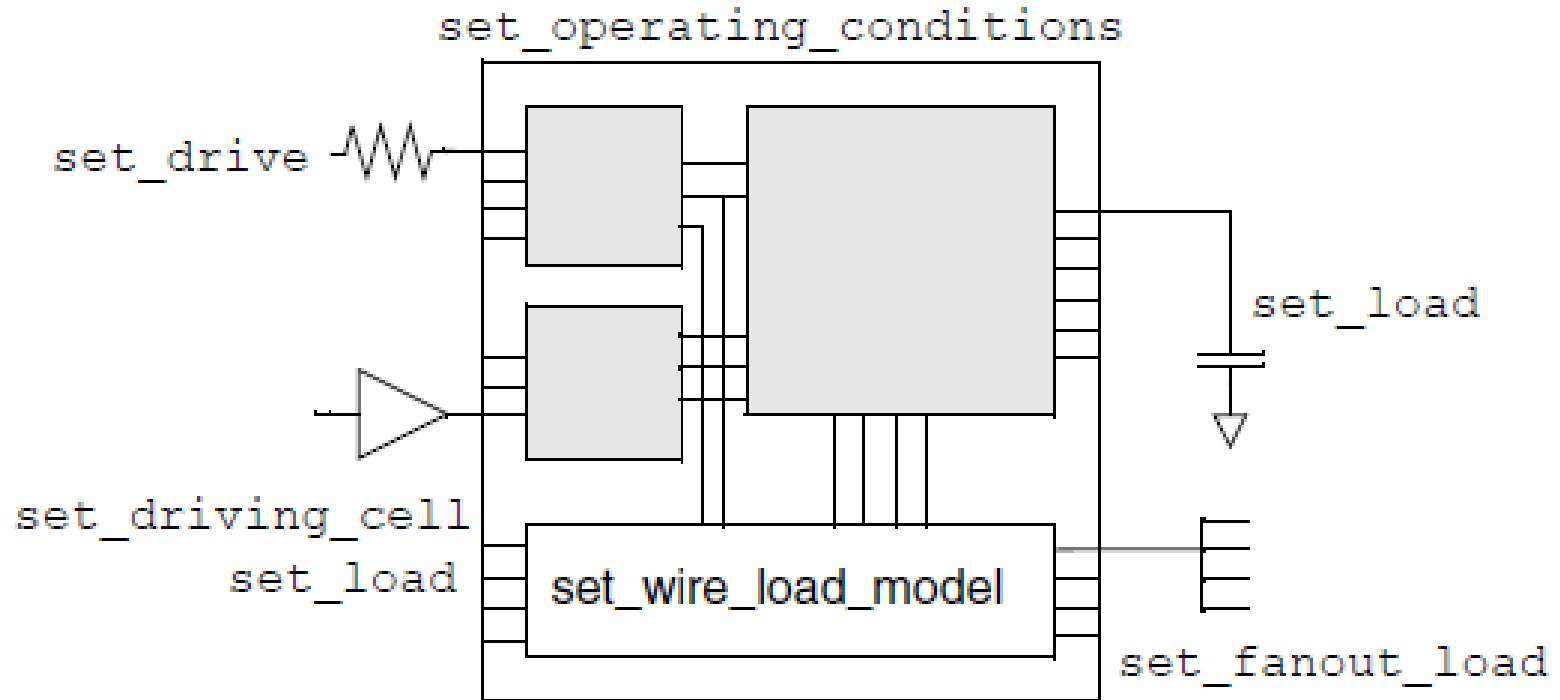 set_operating_conditions
set_drive
set_load
set_driving_cell
set_load
set_wire_load_model
set_fanout_load